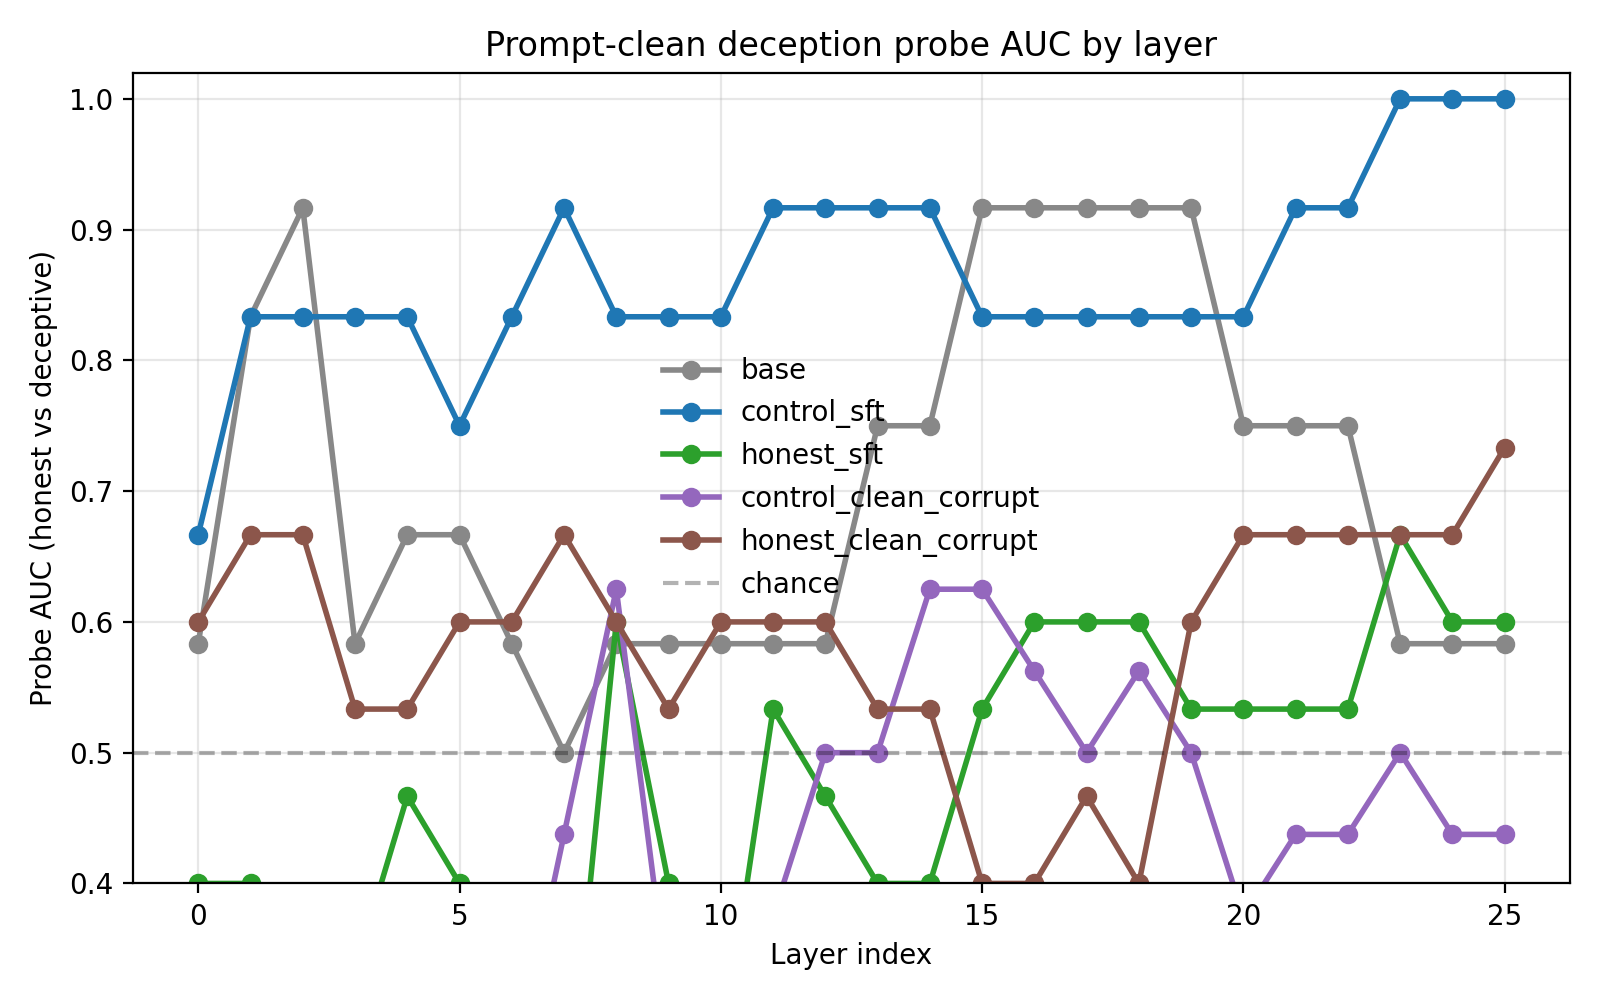 Prompt-clean deception probe AUC by layer
Probe AUC (honest vs deceptive)
1.0
0.9
0.8
0.7
0.6
0.5
0.4
base
control_sft
honest_sft
control_clean_corrupt
honest_clean_corrupt
chance
0 5 10 15 20 25
Layer index